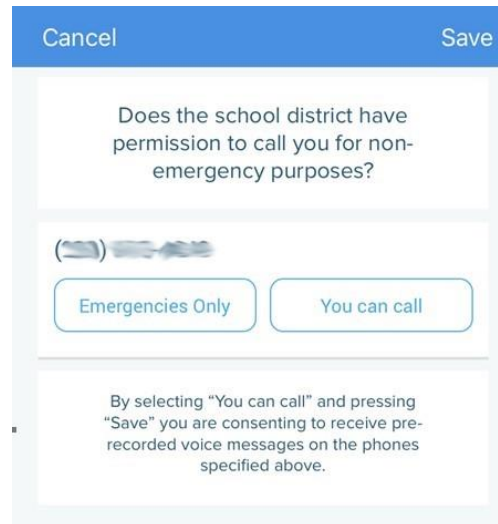 Cancel
Save
Does the school district have
permission to call you for non-
emergency purposes?
Emergencies Only
You can call
By selecting “You can call” and pressing
“Save” you are consenting to receive pre-
recorded voice messages on the phones
specified above.